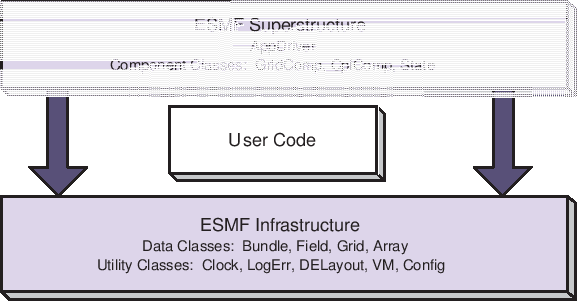 ESMF Superstructure
AppDriver
Component Classes: GridComp, CplComp, State
User Code
ESMF Infrastructure
Data Classes: Bundle, Field, Grid, Array
Utility Classes: Clock, LogErr, DELayout, VM, Config